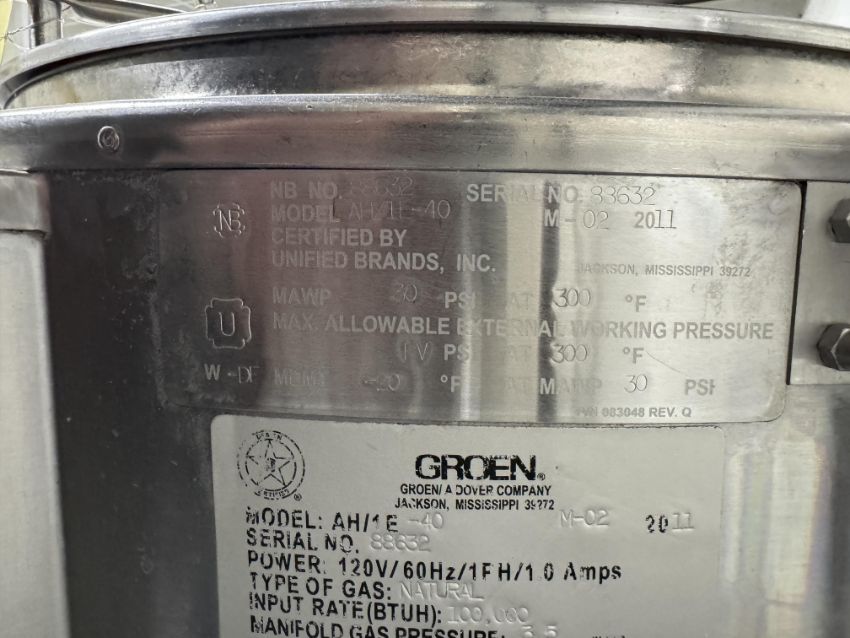 NB NO. 88632 SERIAL NO. 88632
NB MODEL AH/1E-40 M-02 2011
CERTIFIED BY
UNIFIED BRANDS, INC. JACKSON, MISSISSIPPI 39272
MAWP 30 PSI AT 300 °F
U MAX. ALLOWABLE EXTERNAL WORKING PRESSURE
PSI AT 300 °F
W-DF MDMT -20 °F AT MAWP 30 PSI
P/N 083048 REV. Q
GROEN®
GROEN/A DOVER COMPANY
JACKSON, MISSISSIPPI 39272
MODEL: AH/1E -40 M-02 2011
SERIAL NO. 88632
POWER: 120V/60Hz/1PH/1.0 Amps
TYPE OF GAS: NATURAL
INPUT RATE(BTUH): 100,000
MANIFOLD GAS PRESSURE: 3.5